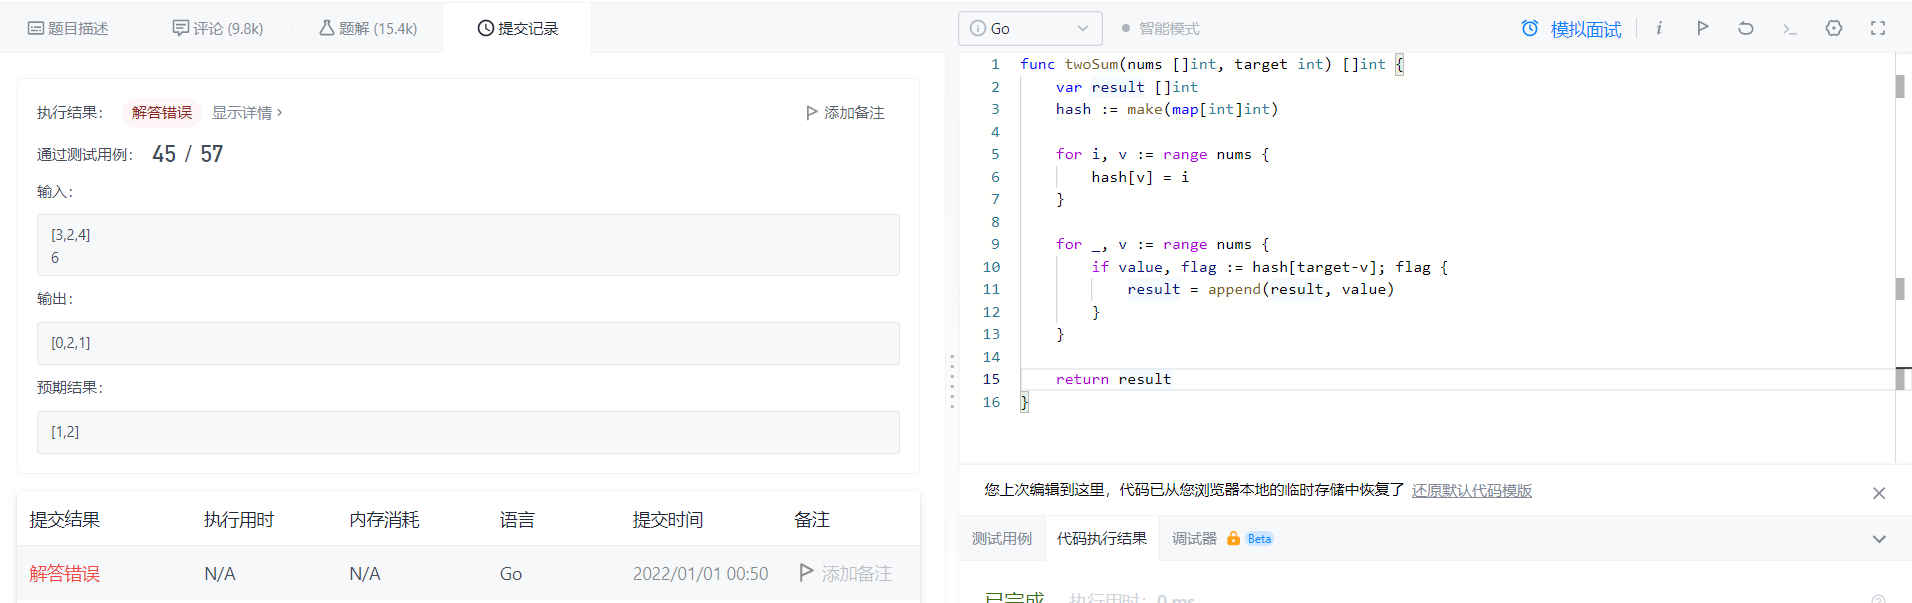 题目描述 评论 (9.8k) 题解 (15.4k) 提交记录
执行结果： 解答错误 显示详情 >
添加备注
通过测试用例： 45 / 57
输入：
[3,2,4]
6
输出：
[0,2,1]
预期结果：
[1,2]
提交结果 执行用时 内存消耗 语言 提交时间 备注
解答错误 N/A N/A Go 2022/01/01 00:50 添加备注
Go 智能模式 模拟面试
1 func twoSum(nums []int, target int) []int {
2 var result []int
3 hash := make(map[int]int)
4
5 for i, v := range nums {
6 hash[v] = i
7 }
8
9 for _, v := range nums {
10 if value, flag := hash[target-v]; flag {
11 result = append(result, value)
12 }
13 }
14
15 return result
16 }
您上次编辑到这里，代码已从您浏览器本地的临时存储中恢复了 还原默认代码模版
测试用例 代码执行结果 调试器 Beta
已完成 执行用时：0 ms